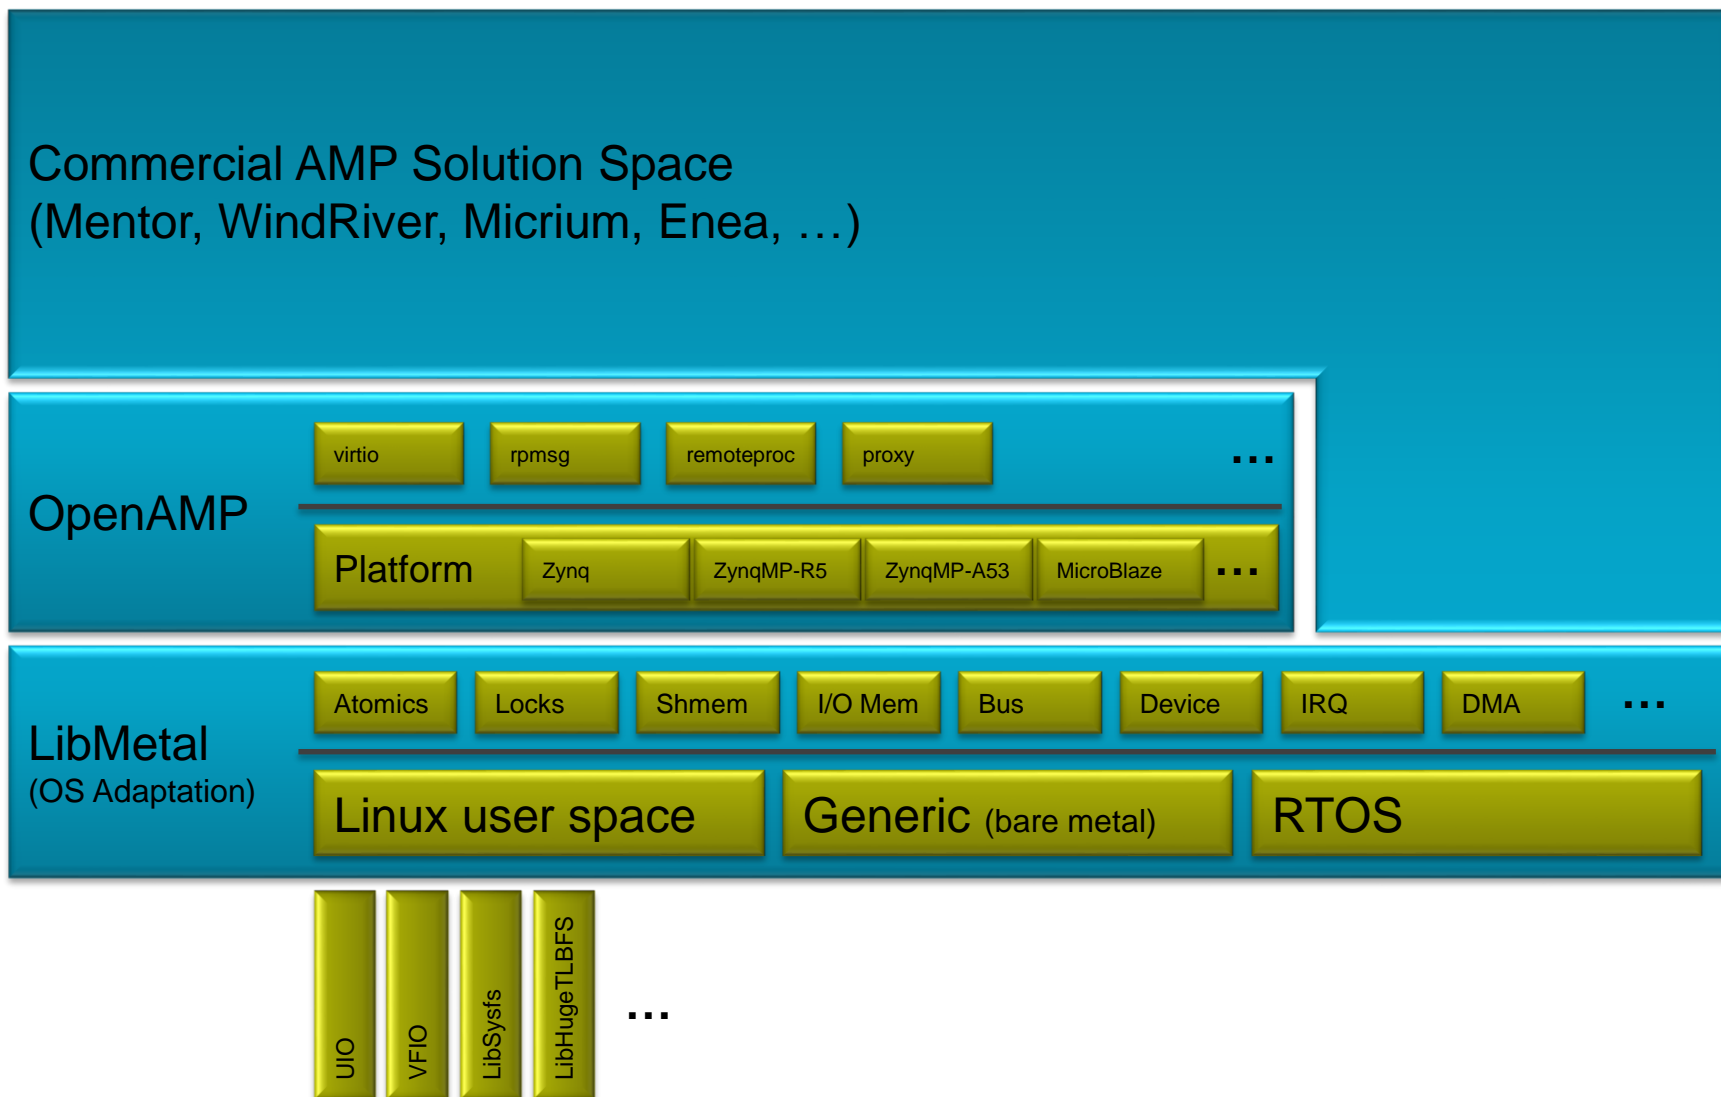 Commercial AMP Solution Space
(Mentor, WindRiver, Micrium, Enea, …)
virtio
rpmsg
remoteproc
proxy
…
OpenAMP
Platform
Zynq
ZynqMP-R5
ZynqMP-A53
MicroBlaze
…
Atomics
Locks
Shmem
I/O Mem
Bus
Device
IRQ
DMA
…
LibMetal
(OS Adaptation)
Linux user space
Generic (bare metal)
RTOS
UIO
VFIO
LibSysfs
LibHugeTLBFS
…